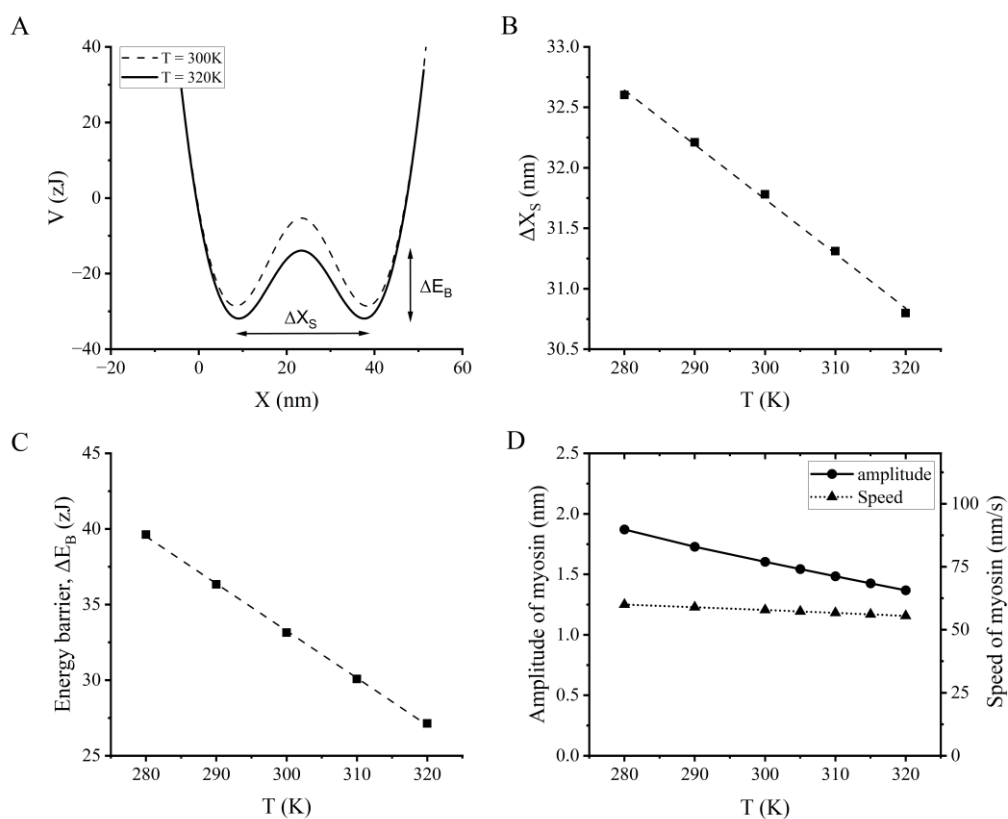 A
40
20
0
−20
−40
V (zJ)
T = 300K
T = 320K
ΔE_B
ΔX_S
−20 0 20 40 60
X (nm)
B
33.0
32.5
32.0
31.5
31.0
30.5
ΔX_S (nm)
280 290 300 310 320
T (K)
C
45
40
35
30
25
Energy barrier, ΔE_B (zJ)
280 290 300 310 320
T (K)
D
2.5
2.0
1.5
1.0
0.5
0.0
Amplitude of myosin (nm)
amplitude
Speed
100
75
50
25
0
Speed of myosin (nm/s)
280 290 300 310 320
T (K)